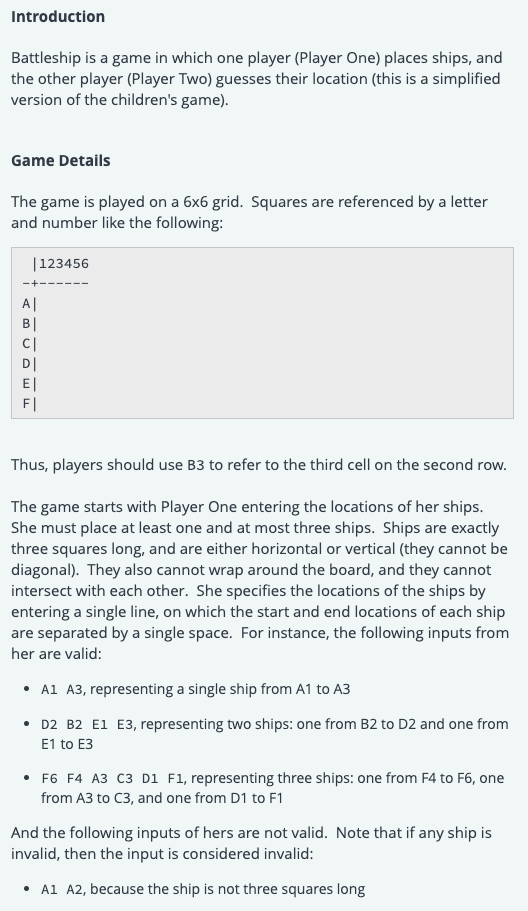 Introduction
Battleship is a game in which one player (Player One) places ships, and
the other player (Player Two) guesses their location (this is a simplified
version of the children's game).
Game Details
The game is played on a 6x6 grid.  Squares are referenced by a letter
and number like the following:
 |123456
-+------
A|
B|
C|
D|
E|
F|
Thus, players should use B3 to refer to the third cell on the second row.
The game starts with Player One entering the locations of her ships.
She must place at least one and at most three ships.  Ships are exactly
three squares long, and are either horizontal or vertical (they cannot be
diagonal).  They also cannot wrap around the board, and they cannot
intersect with each other.  She specifies the locations of the ships by
entering a single line, on which the start and end locations of each ship
are separated by a single space.  For instance, the following inputs from
her are valid:
• A1 A3, representing a single ship from A1 to A3
• D2 B2 E1 E3, representing two ships: one from B2 to D2 and one from
E1 to E3
• F6 F4 A3 C3 D1 F1, representing three ships: one from F4 to F6, one
from A3 to C3, and one from D1 to F1
And the following inputs of hers are not valid.  Note that if any ship is
invalid, then the input is considered invalid:
• A1 A2, because the ship is not three squares long